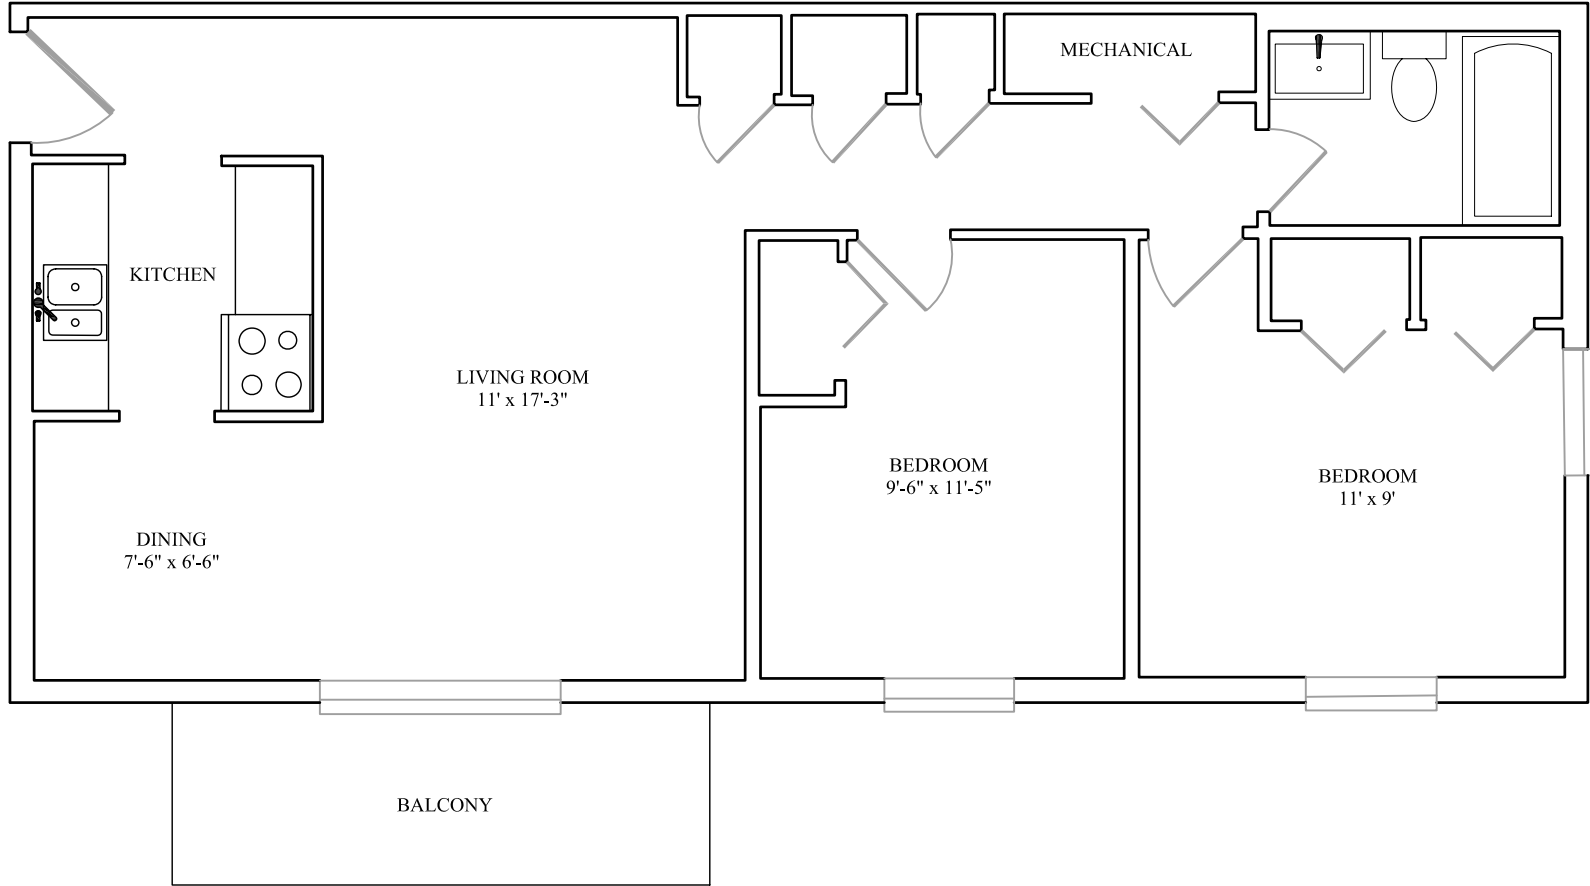 MECHANICAL
KITCHEN
LIVING ROOM
11' x 17'-3"
BEDROOM
9'-6" x 11'-5"
BEDROOM
11' x 9'
DINING
7'-6" x 6'-6"
BALCONY